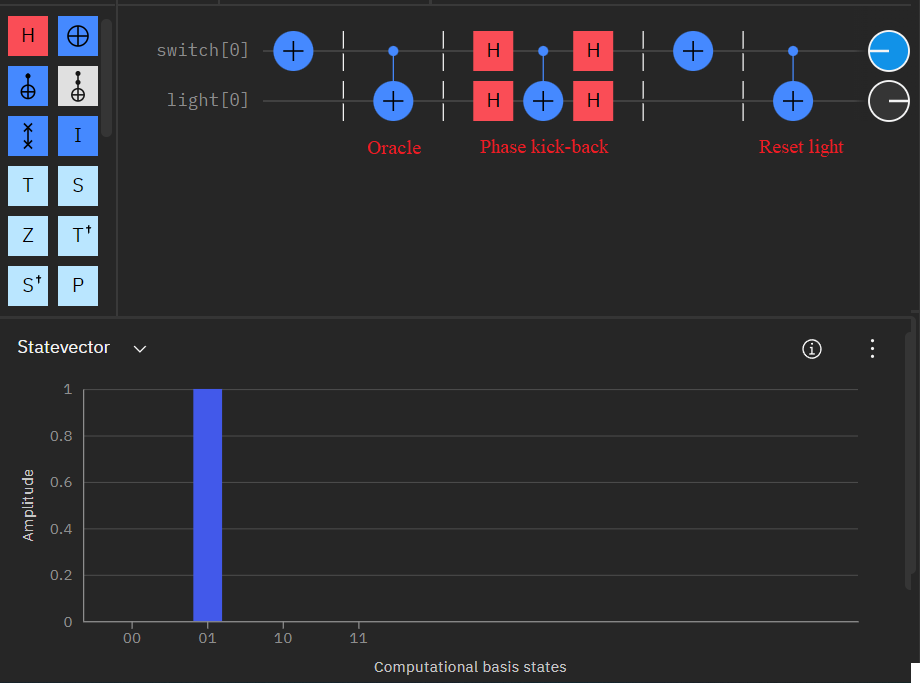 H
T S
I
Z T†
S† P
switch[0] H H
light[0] H H
Oracle Phase kick-back Reset light
Statevector
1
0.8
0.6
0.4
0.2
0
Amplitude
00 01 10 11
Computational basis states